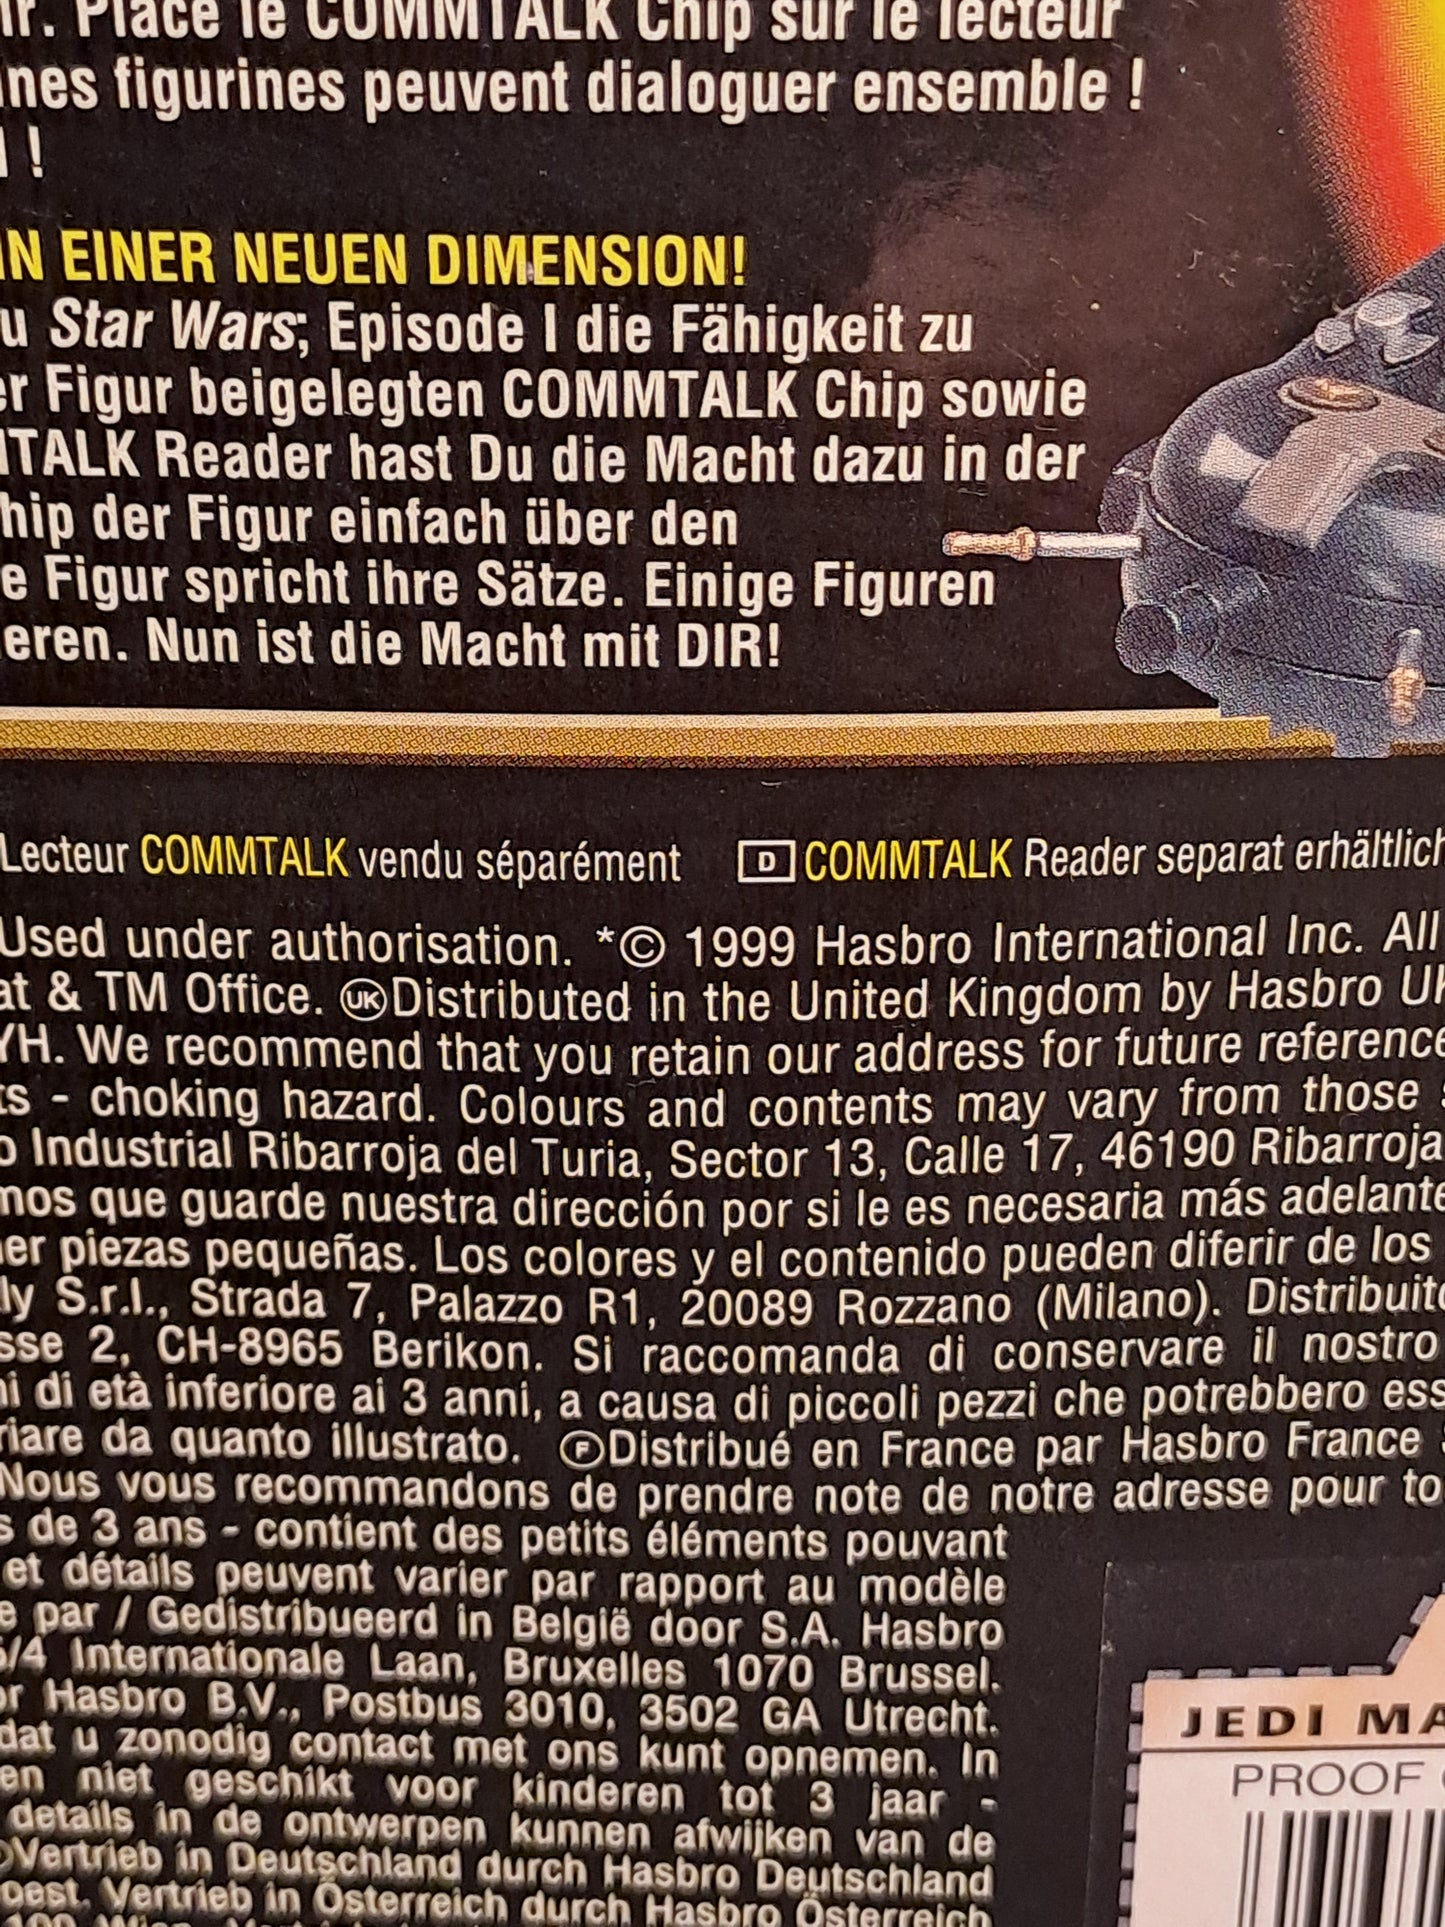 Place le COMMTALK Chip sur le lecteur
figurines peuvent dialoguer ensemble !
!
EINER NEUEN DIMENSION!
Star Wars; Episode I die Fähigkeit zu
Figur beigelegten COMMTALK Chip sowie
Reader hast Du die Macht dazu in der
der Figur einfach über den
Figur spricht ihre Sätze. Einige Figuren
Nun ist die Macht mit DIR!
Lecteur COMMTALK vendu séparément D COMMTALK Reader separat erhältlich
Used under authorisation. *© 1999 Hasbro International Inc. All
at & TM Office. UK Distributed in the United Kingdom by Hasbro UK
YH. We recommend that you retain our address for future reference
ts - choking hazard. Colours and contents may vary from those
Industrial Ribarroja del Turia, Sector 13, Calle 17, 46190 Ribarroja
mos que guarde nuestra dirección por si le es necesaria más adelante
er piezas pequeñas. Los colores y el contenido pueden diferir de los
ly S.r.l., Strada 7, Palazzo R1, 20089 Rozzano (Milano). Distribuito
sse 2, CH-8965 Berikon. Si raccomanda di conservare il nostro
di età inferiore ai 3 anni, a causa di piccoli pezzi che potrebbero ess
riare da quanto illustrato. F Distribué en France par Hasbro France
Nous vous recommandons de prendre note de notre adresse pour to
s de 3 ans - contient des petits éléments pouvant
et détails peuvent varier par rapport au modèle
e par / Gedistribueerd in België door S.A. Hasbro
/4 Internationale Laan, Bruxelles 1070 Brussel.
or Hasbro B.V., Postbus 3010, 3502 GA Utrecht.
dat u zonodig contact met ons kunt opnemen. In
en niet geschikt voor kinderen tot 3 jaar -
details in de ontwerpen kunnen afwijken van de
Vertrieb in Deutschland durch Hasbro Deutschland
Vertrieb in Österreich durch Hasbro Österreich
JEDI MA
PROOF